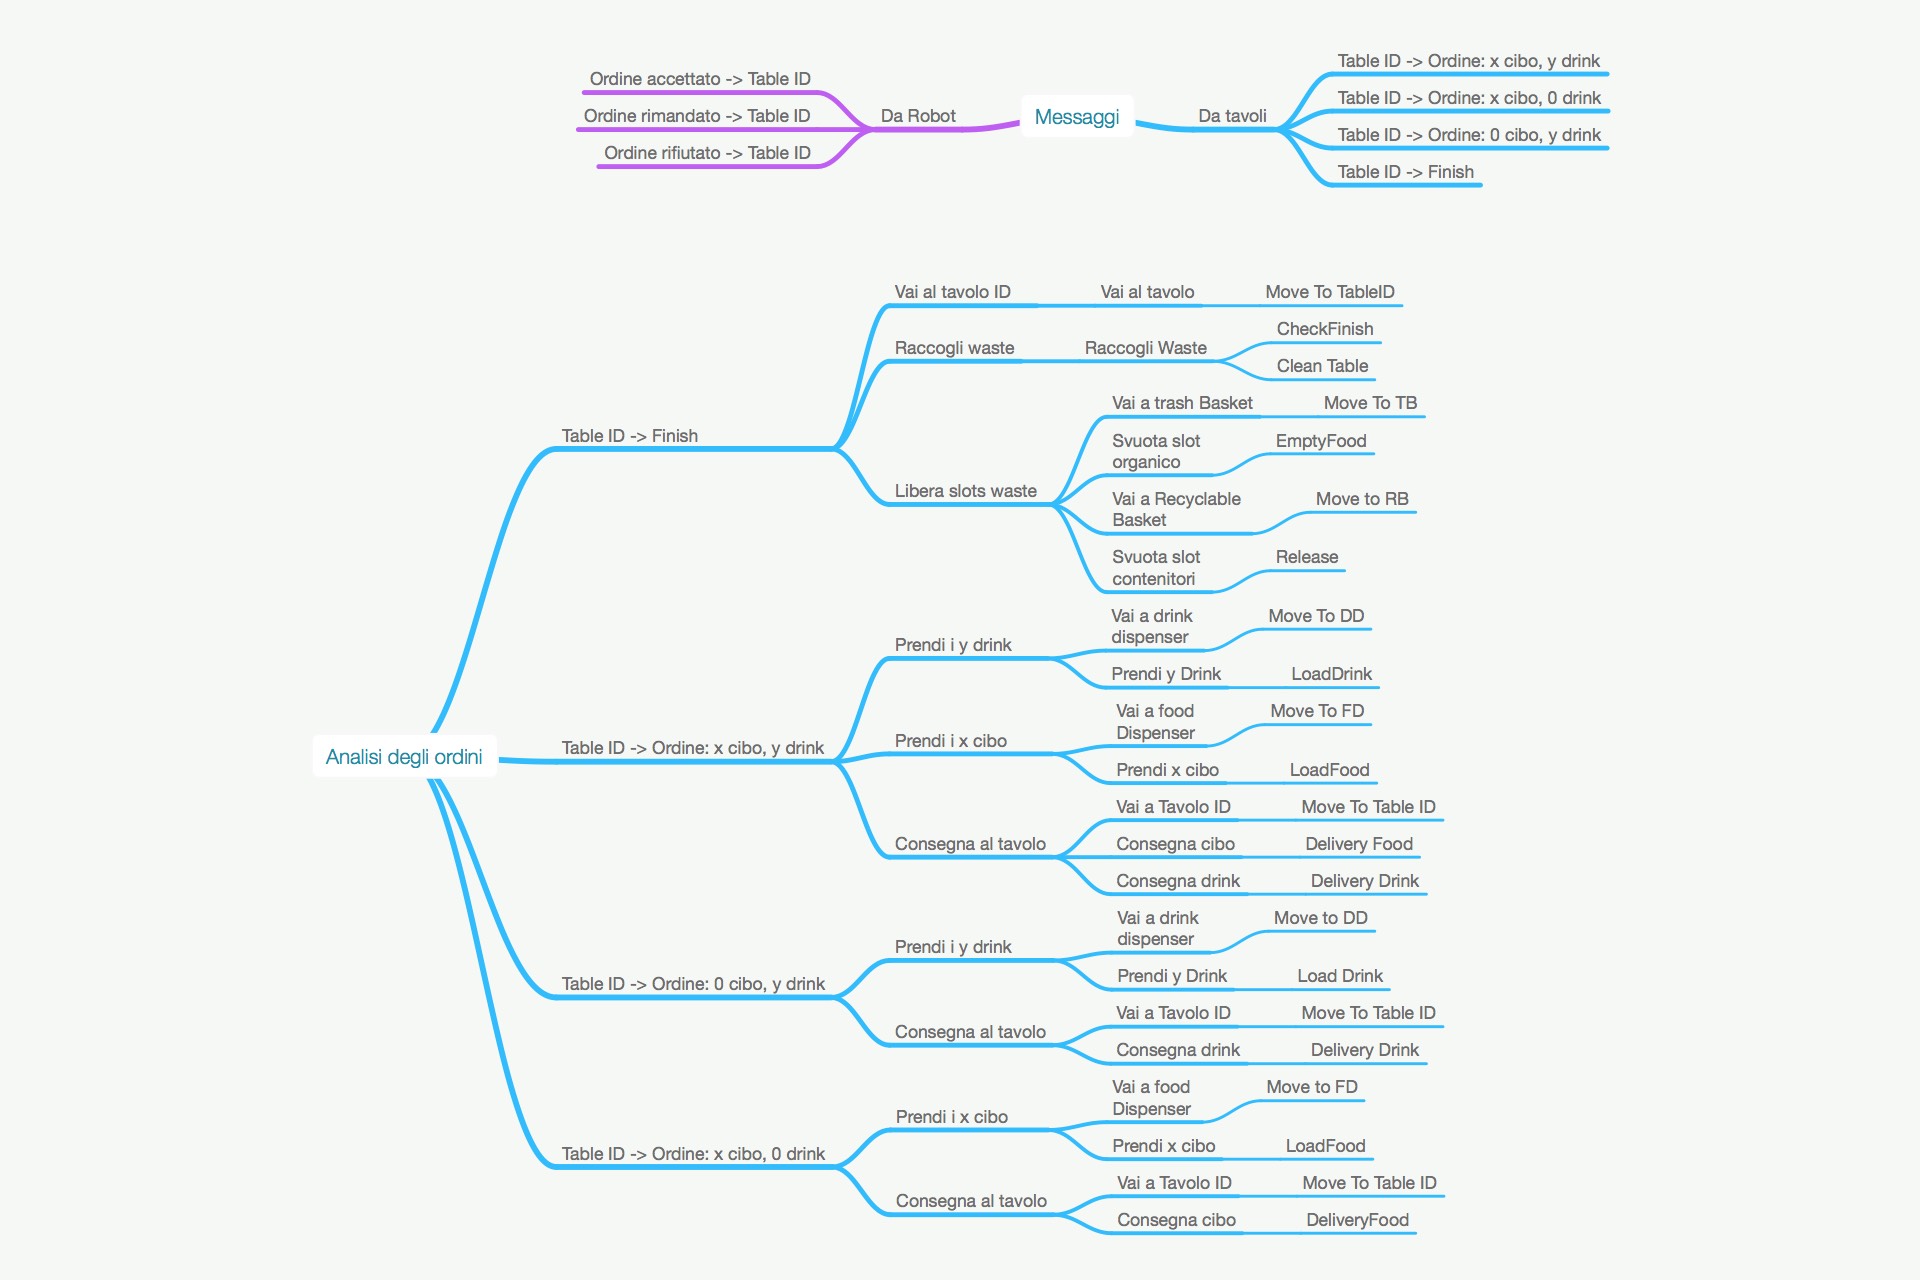 Ordine accettato -> Table ID
Ordine rimandato -> Table ID
Ordine rifiutato -> Table ID
Da Robot
Messaggi
Da tavoli
Table ID -> Ordine: x cibo, y drink
Table ID -> Ordine: x cibo, 0 drink
Table ID -> Ordine: 0 cibo, y drink
Table ID -> Finish
Analisi degli ordini
Table ID -> Finish
Vai al tavolo ID
Vai al tavolo
Move To TableID
Raccogli waste
Raccogli Waste
CheckFinish
Clean Table
Libera slots waste
Vai a trash Basket
Move To TB
Svuota slot
organico
EmptyFood
Vai a Recyclable
Basket
Move to RB
Svuota slot
contenitori
Release
Table ID -> Ordine: x cibo, y drink
Prendi i y drink
Vai a drink
dispenser
Move To DD
Prendi y Drink
LoadDrink
Prendi i x cibo
Vai a food
Dispenser
Move To FD
Prendi x cibo
LoadFood
Consegna al tavolo
Vai a Tavolo ID
Move To Table ID
Consegna cibo
Delivery Food
Consegna drink
Delivery Drink
Table ID -> Ordine: 0 cibo, y drink
Prendi i y drink
Vai a drink
dispenser
Move to DD
Prendi y Drink
Load Drink
Consegna al tavolo
Vai a Tavolo ID
Move To Table ID
Consegna drink
Delivery Drink
Table ID -> Ordine: x cibo, 0 drink
Prendi i x cibo
Vai a food
Dispenser
Move to FD
Prendi x cibo
LoadFood
Consegna al tavolo
Vai a Tavolo ID
Move To Table ID
Consegna cibo
DeliveryFood